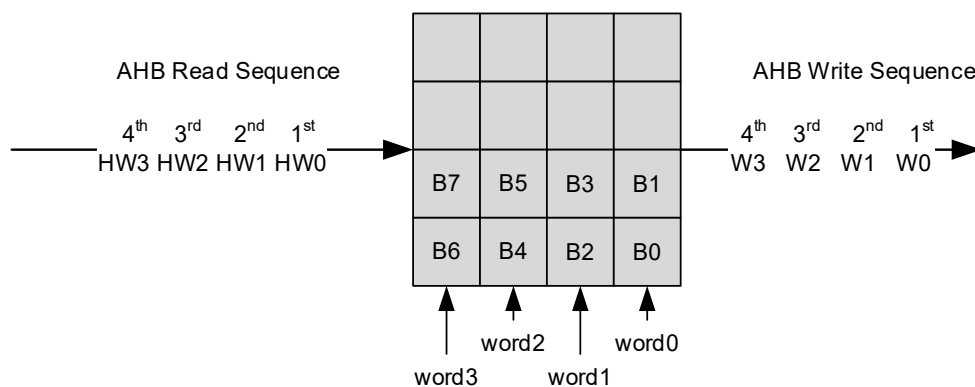 AHB Read Sequence
4th 3rd 2nd 1st
HW3 HW2 HW1 HW0
B7 B5 B3 B1
B6 B4 B2 B0
word2 word0
word3 word1
AHB Write Sequence
4th 3rd 2nd 1st
W3 W2 W1 W0